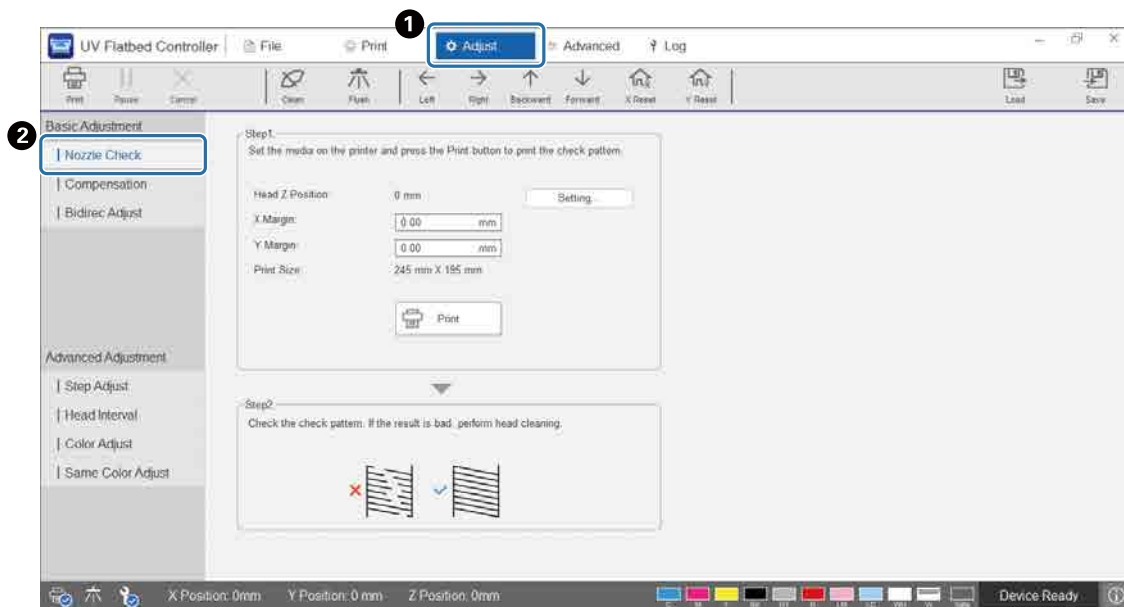 1
UV Flatbed Controller File Print Adjust Advanced Log
Print Pause Cancel Clean Flush Left Right Backward Forward X Reset Y Reset Load Save
2
Basic Adjustment
Nozzle Check
Compensation
Bidirec Adjust
Advanced Adjustment
Step Adjust
Head Interval
Color Adjust
Same Color Adjust
Step1.
Set the media on the printer and press the Print button to print the check pattern.
Head Z Position: 0 mm Setting...
X Margin: 0.00 mm
Y Margin: 0.00 mm
Print Size: 245 mm X 195 mm
Print
Step2.
Check the check pattern. If the result is bad, perform head cleaning.
X Position: 0mm Y Position: 0 mm Z Position: 0mm Device Ready